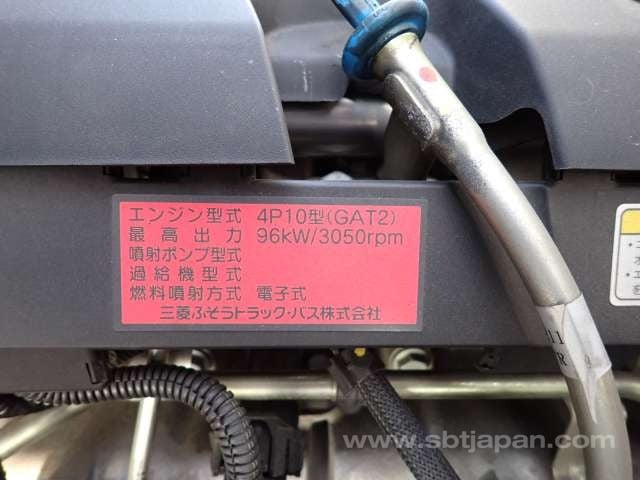 エンジン型式 4P10型(GAT2)
最高出力 96kW/3050rpm
噴射ポンプ型式
過給機型式
燃料噴射方式 電子式
三菱ふそうトラック・バス株式会社
www.sbtjapan.com